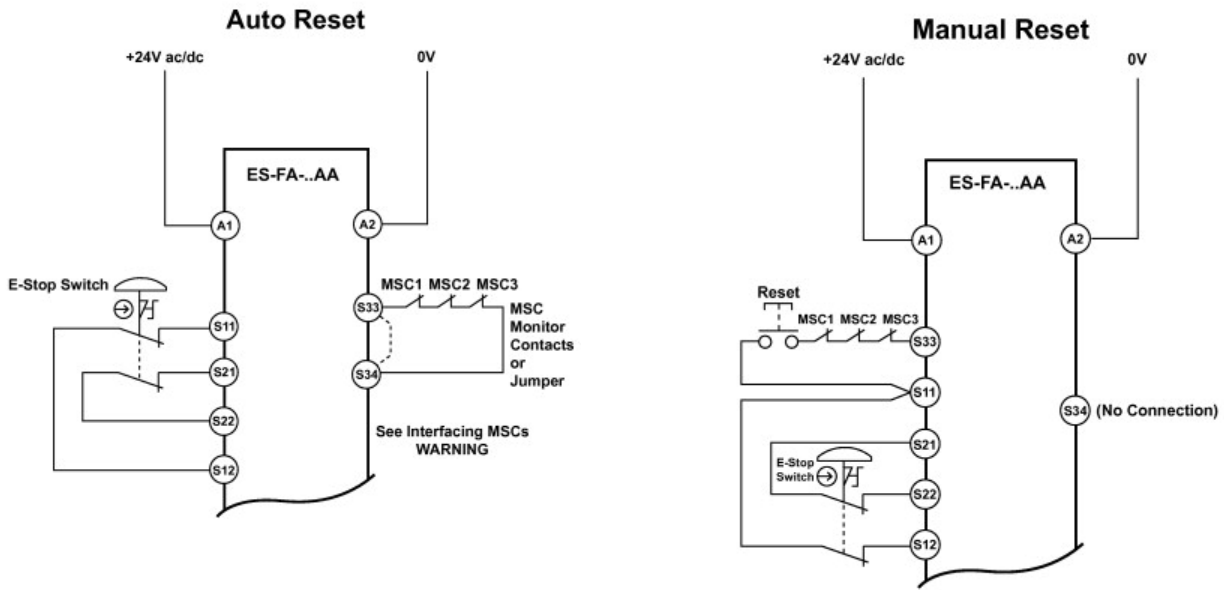 Auto Reset
+24V ac/dc
0V
ES-FA-..AA
A1
A2
E-Stop Switch
MSC1 MSC2 MSC3
S33
MSC
Monitor
Contacts
or
Jumper
S11
S21
S34
S22
See Interfacing MSCs
WARNING
S12
Manual Reset
+24V ac/dc
0V
ES-FA-..AA
A1
A2
Reset
MSC1 MSC2 MSC3
S33
S11
S34 (No Connection)
S21
E-Stop
Switch
S22
S12